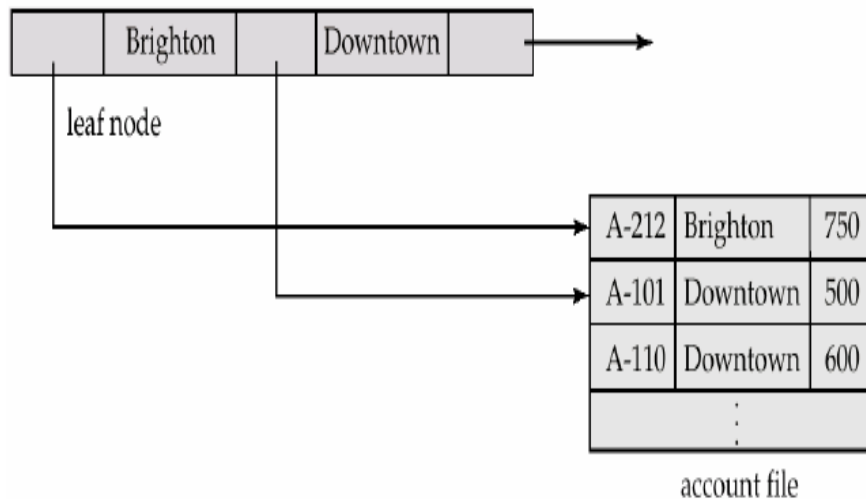 Brighton Downtown
leaf node
A-212 Brighton 750
A-101 Downtown 500
A-110 Downtown 600
account file